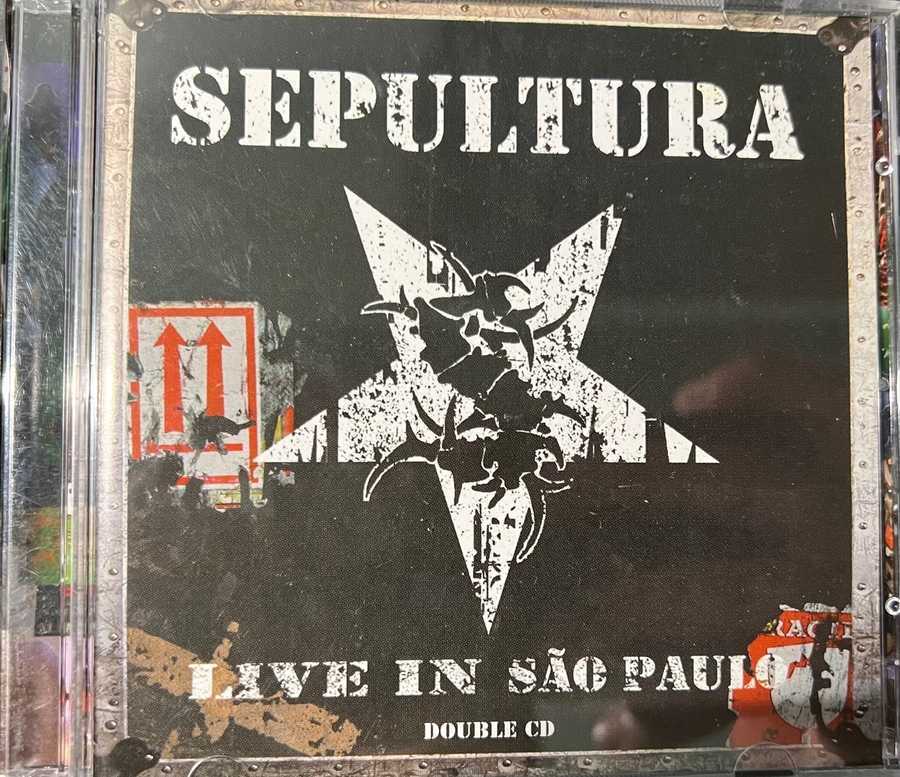 SEPULTURA
LIVE IN SÃO PAULO
DOUBLE CD